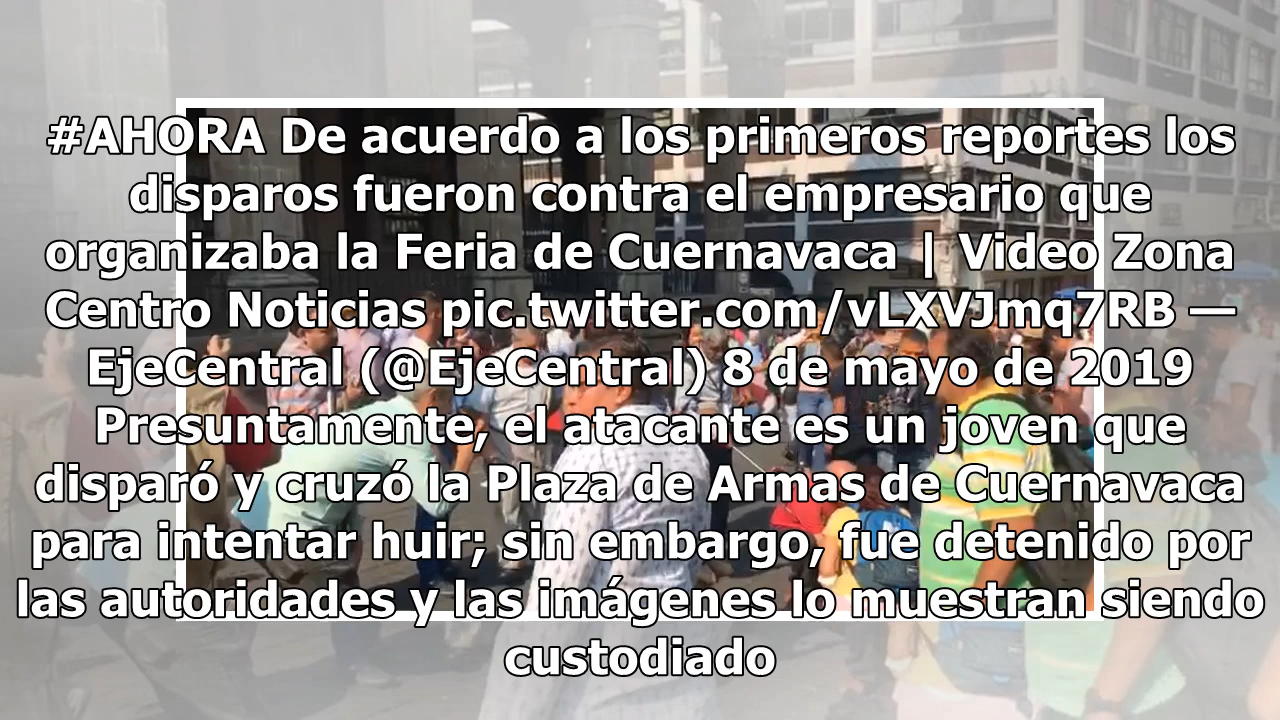 #AHORA De acuerdo a los primeros reportes los
disparos fueron contra el empresario que
organizaba la Feria de Cuernavaca | Video Zona
Centro Noticias pic.twitter.com/vLXVJmq7RB —
EjeCentral (@EjeCentral) 8 de mayo de 2019
Presuntamente, el atacante es un joven que
disparó y cruzó la Plaza de Armas de Cuernavaca
para intentar huir; sin embargo, fue detenido por
las autoridades y las imágenes lo muestran siendo
custodiado